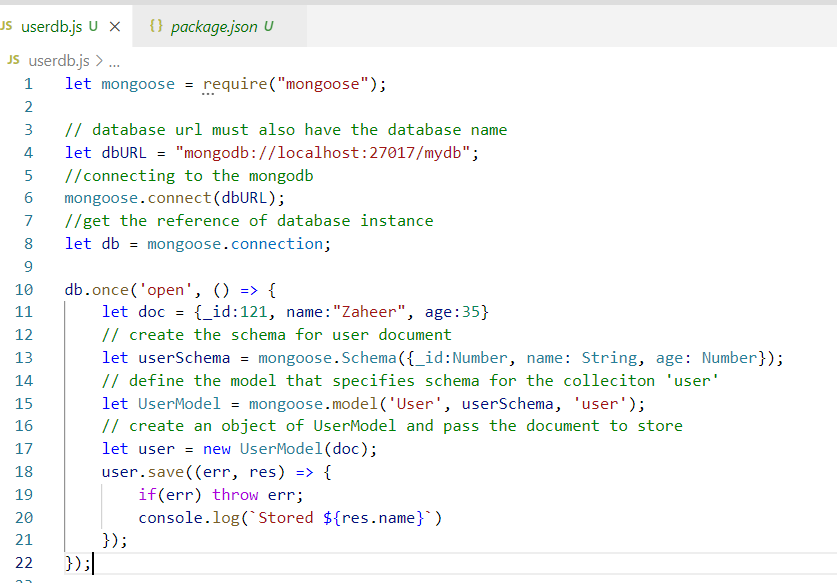 JS userdb.js U ×
{} package.json U
JS userdb.js > ...
1 let mongoose = require("mongoose");
2
3 // database url must also have the database name
4 let dbURL = "mongodb://localhost:27017/mydb";
5 //connecting to the mongodb
6 mongoose.connect(dbURL);
7 //get the reference of database instance
8 let db = mongoose.connection;
9
10 db.once('open', () => {
11     let doc = {_id:121, name:"Zaheer", age:35}
12     // create the schema for user document
13     let userSchema = mongoose.Schema({_id:Number, name: String, age: Number});
14     // define the model that specifies schema for the colleciton 'user'
15     let UserModel = mongoose.model('User', userSchema, 'user');
16     // create an object of UserModel and pass the document to store
17     let user = new UserModel(doc);
18     user.save((err, res) => {
19         if(err) throw err;
20         console.log(`Stored ${res.name}`)
21     });
22 });